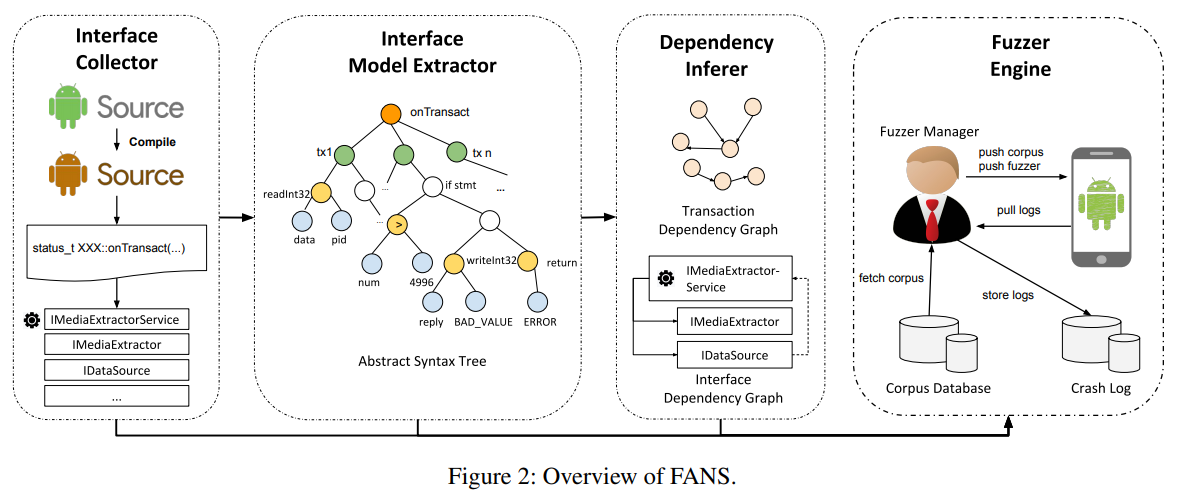 Interface
Collector
Source
Compile
Source
status_t XXX::onTransact(...)
IMediaExtractorService
IMediaExtractor
IDataSource
...
Interface
Model Extractor
onTransact
tx1
tx n
readInt32
...
if stmt
...
data
pid
...
>
num
4996
writeInt32
return
reply
BAD_VALUE
ERROR
Abstract Syntax Tree
Dependency
Inferer
Transaction
Dependency Graph
IMediaExtractor-
Service
IMediaExtractor
IDataSource
Interface
Dependency Graph
Fuzzer
Engine
Fuzzer Manager
push corpus
push fuzzer
pull logs
fetch corpus
store logs
Corpus Database
Crash Log
Figure 2: Overview of FANS.